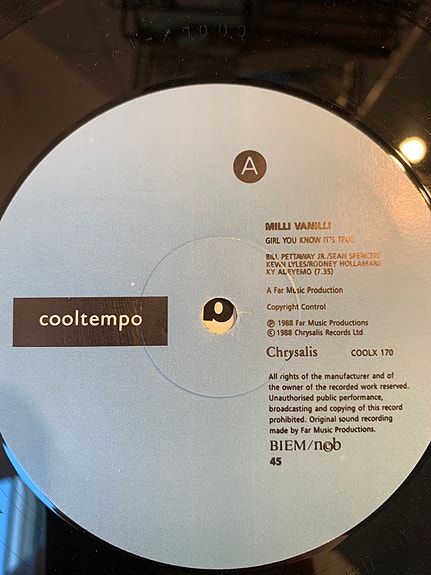 A
MILLI VANILLI
GIRL YOU KNOW IT'S TRUE
BILL PETTAWAY JR./SEAN SPENCER/
KEVIN LYLES/RODNEY HOLLAMAN/
KY ADEYEMO (7.35)
A Far Music Production
Copyright Control
℗ 1988 Far Music Productions
© 1988 Chrysalis Records Ltd
cooltempo
Chrysalis COOLX 170
All rights of the manufacturer and of
the owner of the recorded work reserved.
Unauthorised public performance,
broadcasting and copying of this record
prohibited. Original sound recording
made by Far Music Productions.
BIEM/ncb
45